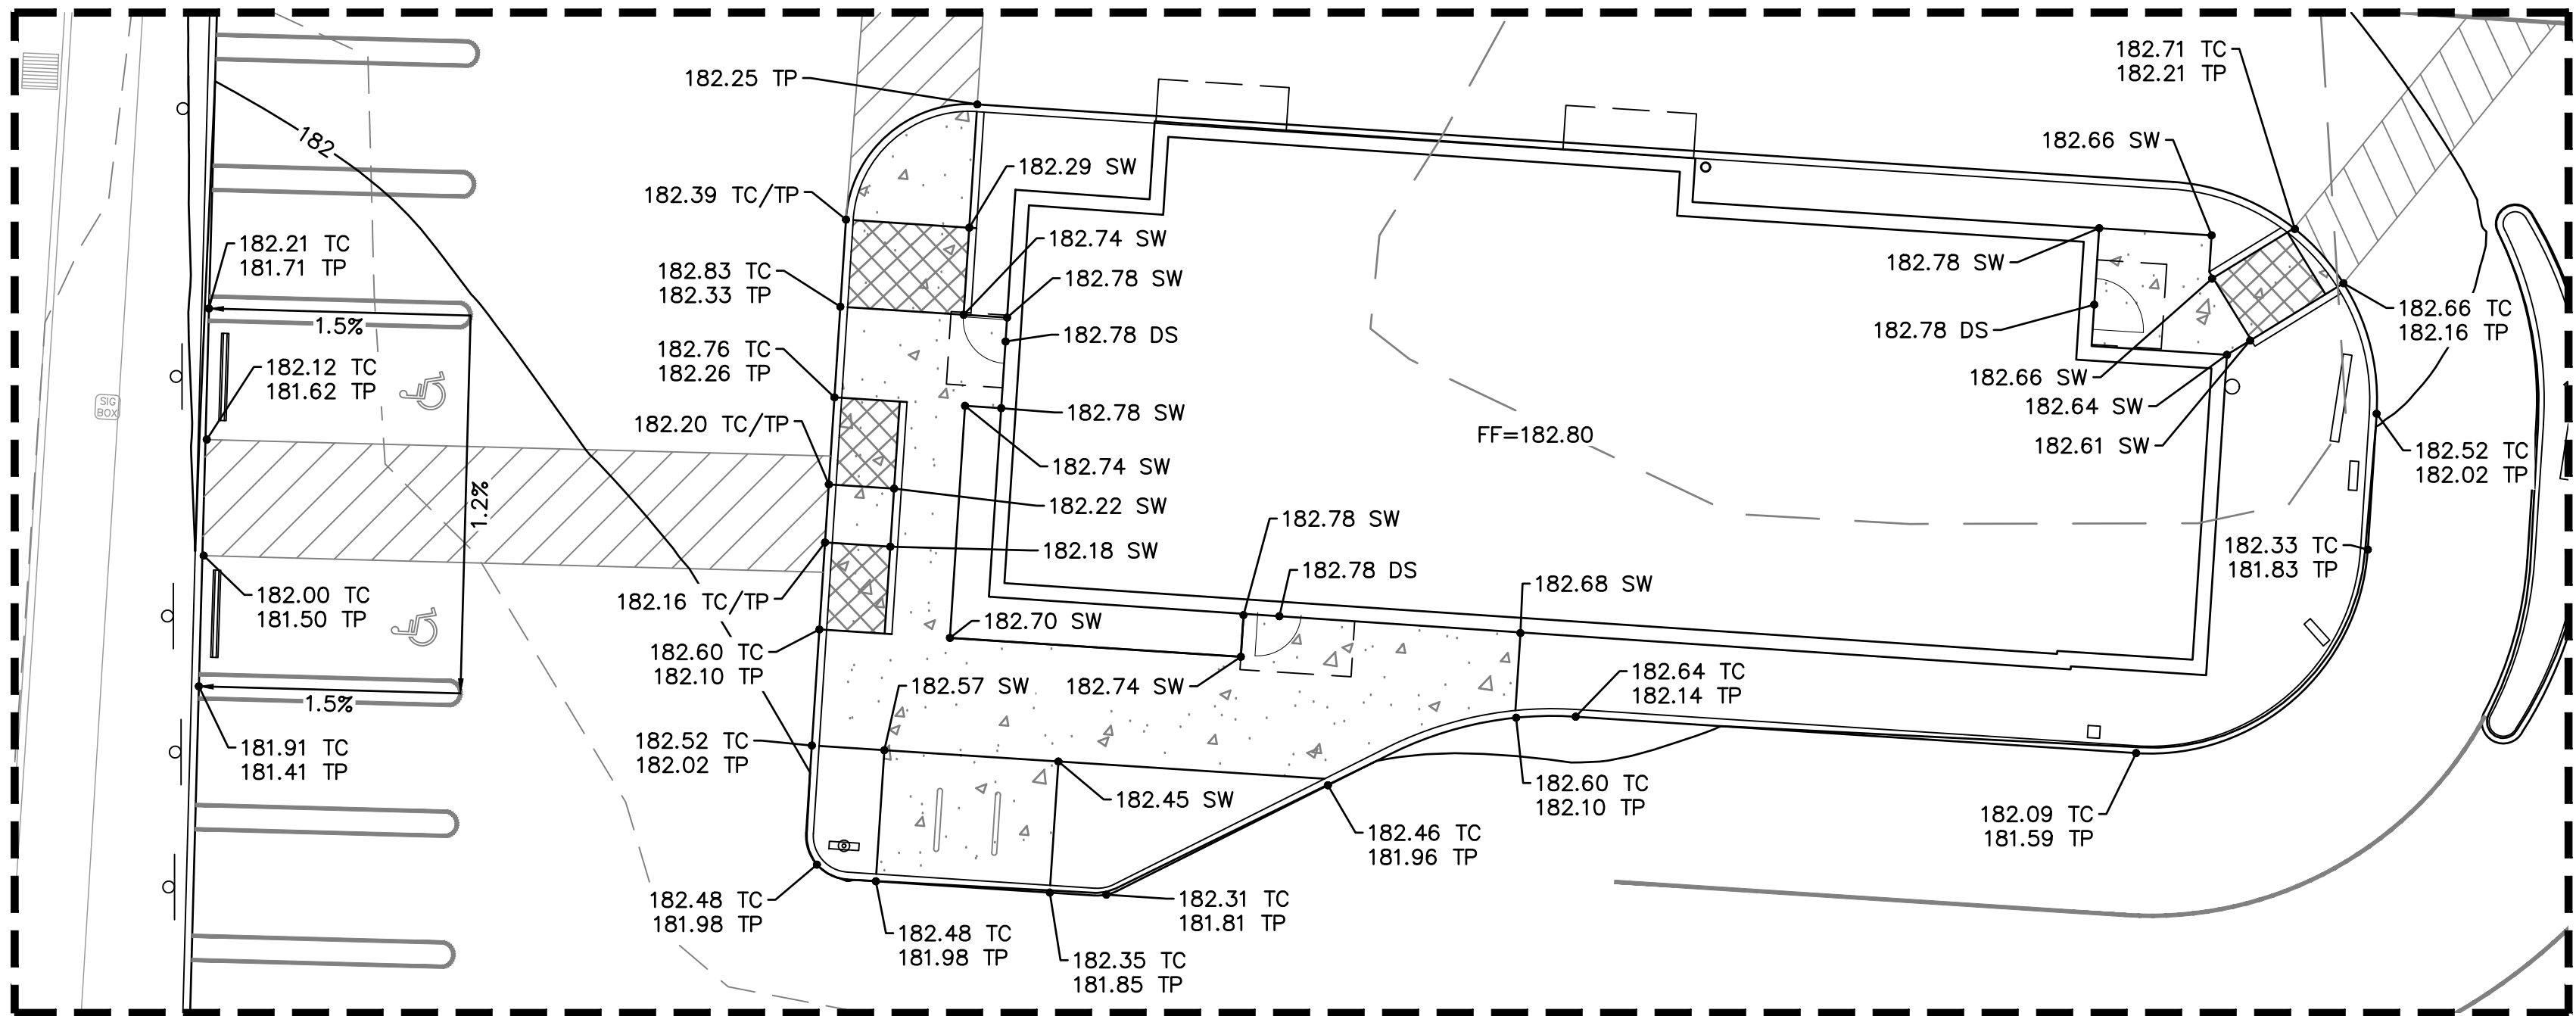 182.71 TC
182.21 TP
182.25 TP
182
182.66 SW
182.29 SW
182.39 TC/TP
182.74 SW
182.21 TC
181.71 TP
182.78 SW
182.83 TC
182.33 TP
182.78 SW
182.78 DS
182.78 DS
182.66 TC
182.16 TP
1.5%
182.76 TC
182.26 TP
182.12 TC
181.62 TP
182.66 SW
SIG
BOX
182.78 SW
182.64 SW
182.20 TC/TP
FF=182.80
182.61 SW
182.52 TC
182.02 TP
182.74 SW
1.2%
182.22 SW
182.78 SW
182.18 SW
182.33 TC
181.83 TP
182.78 DS
182.68 SW
182.00 TC
181.50 TP
182.16 TC/TP
182.70 SW
182.60 TC
182.10 TP
182.64 TC
182.14 TP
182.57 SW
182.74 SW
1.5%
181.91 TC
181.41 TP
182.52 TC
182.02 TP
182.60 TC
182.10 TP
182.45 SW
182.09 TC
181.59 TP
182.46 TC
181.96 TP
182.48 TC
181.98 TP
182.31 TC
181.81 TP
182.48 TC
181.98 TP
182.35 TC
181.85 TP